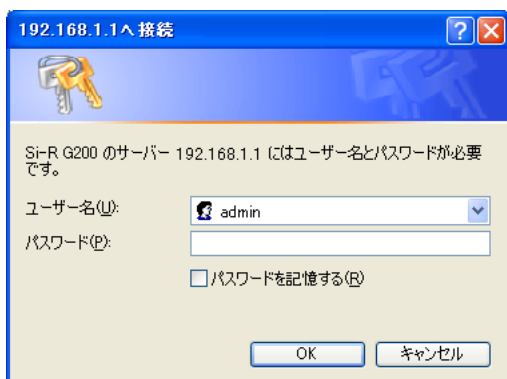 192.168.1.1へ接続
Si-R G200 のサーバー 192.168.1.1 にはユーザー名とパスワードが必要
です。
ユーザー名(U):
admin
パスワード(P):
パスワードを記憶する(R)
OK
キャンセル